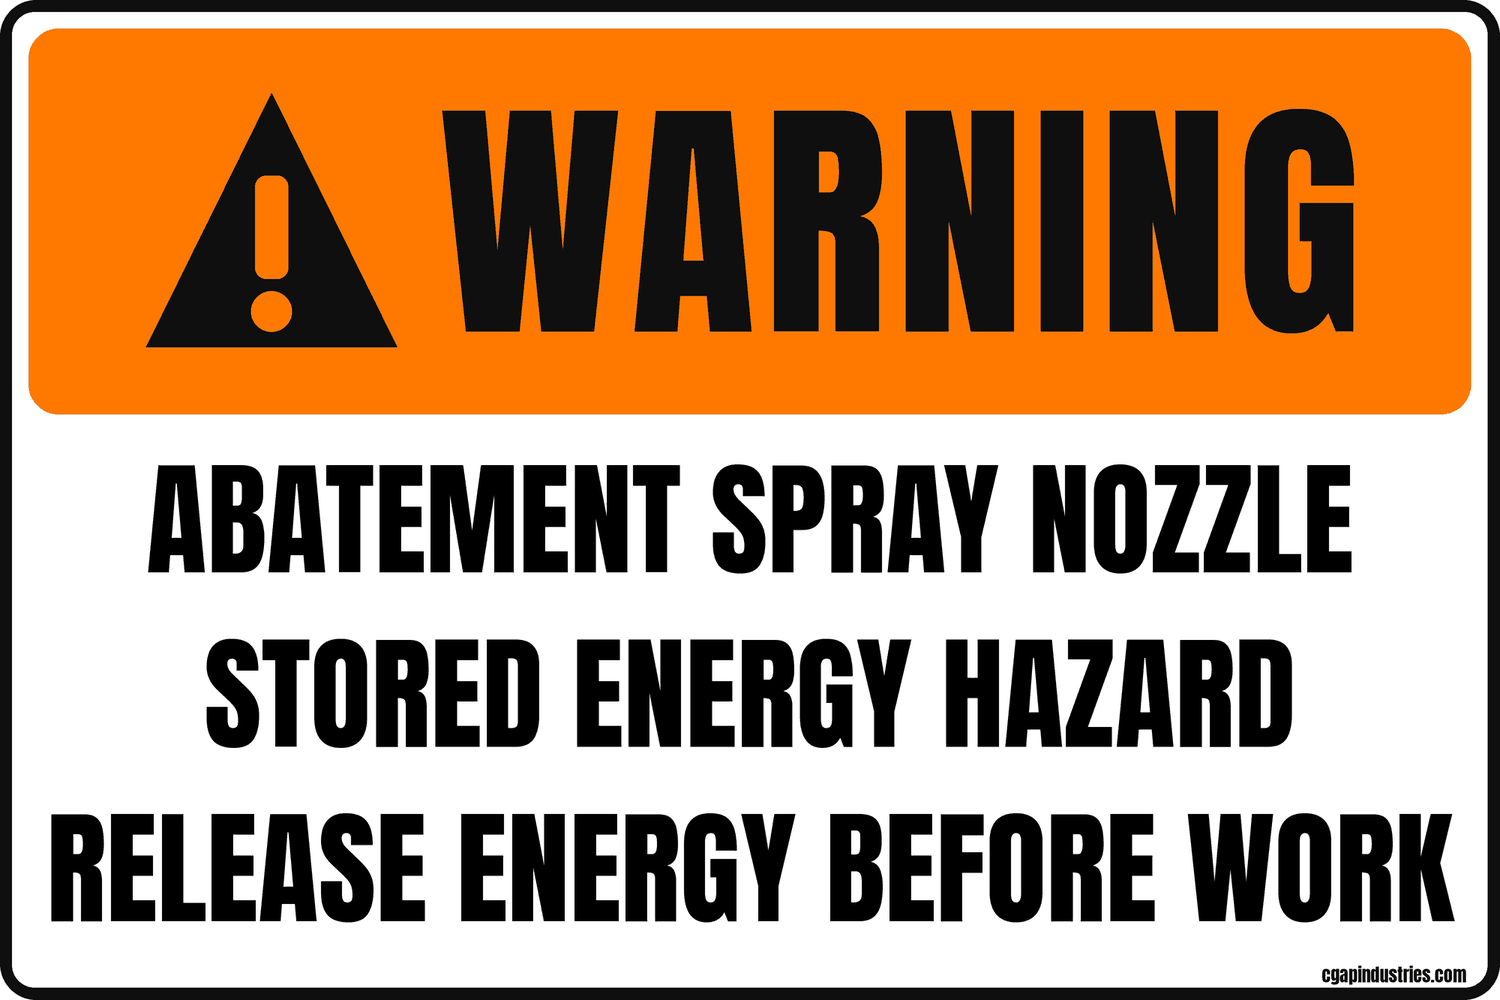 WARNING
ABATEMENT SPRAY NOZZLE
STORED ENERGY HAZARD
RELEASE ENERGY BEFORE WORK
cgapindustries.com